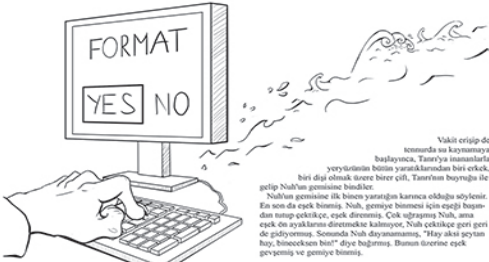 FORMAT
YES NO
Vakit erişip de
tennurda su kaynamaya
başlayınca, Tanrı'ya inananlarla
yeryüzünün bütün yaratıklarından biri erkek,
biri dişi olmak üzere birer çift, Tanrı'nın buyruğu ile
gelip Nuh'un gemisine bindiler.
Nuh'un gemisine ilk binen yaratığın karınca olduğu söylenir.
En son da eşek binmiş. Nuh, gemiye binmesi için eşeği başın-
dan tutup çektikçe, eşek direnmiş. Çok uğraşmış Nuh, ama
eşek ön ayaklarını diretmekte kalmıyor, Nuh çektikçe geri geri
de gidiyormuş. Sonunda Nuh dayanamamış, "Hay aksi şeytan
hay, bineceksen bin!" diye bağırmış. Bunun üzerine eşek
gevşemiş ve gemiye binmiş.